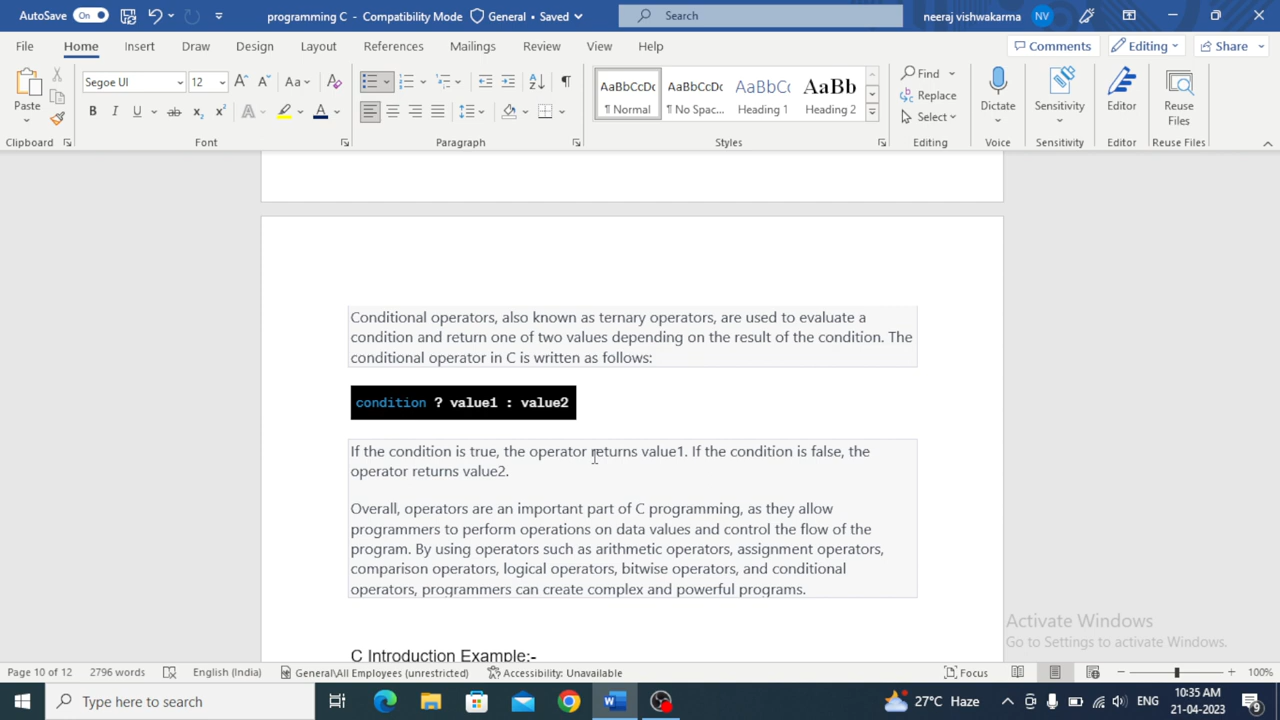 AutoSave On programming C - Compatibility Mode General - Saved Search neeraj vishwakarma NV
File Home Insert Draw Design Layout References Mailings Review View Help Comments Editing Share
Segoe UI 12 Aa Find
Paste B I U ab x2 x2 A A AaBbCcDc AaBbCcDc AaBbCc AaBb Replace Dictate Sensitivity Editor Reuse Files
¶ Normal ¶ No Spac... Heading 1 Heading 2 Select
Clipboard Font Paragraph Styles Editing Voice Sensitivity Editor Reuse Files
Conditional operators, also known as ternary operators, are used to evaluate a
condition and return one of two values depending on the result of the condition. The
conditional operator in C is written as follows:
condition ? value1 : value2
If the condition is true, the operator returns value1. If the condition is false, the
operator returns value2.
Overall, operators are an important part of C programming, as they allow
programmers to perform operations on data values and control the flow of the
program. By using operators such as arithmetic operators, assignment operators,
comparison operators, logical operators, bitwise operators, and conditional
operators, programmers can create complex and powerful programs.
C Introduction Example:-
Activate Windows
Go to Settings to activate Windows.
Page 10 of 12 2796 words English (India) General/All Employees (unrestricted) Accessibility: Unavailable Focus 100%
Type here to search 27°C Haze ENG 10:35 AM
21-04-2023 9